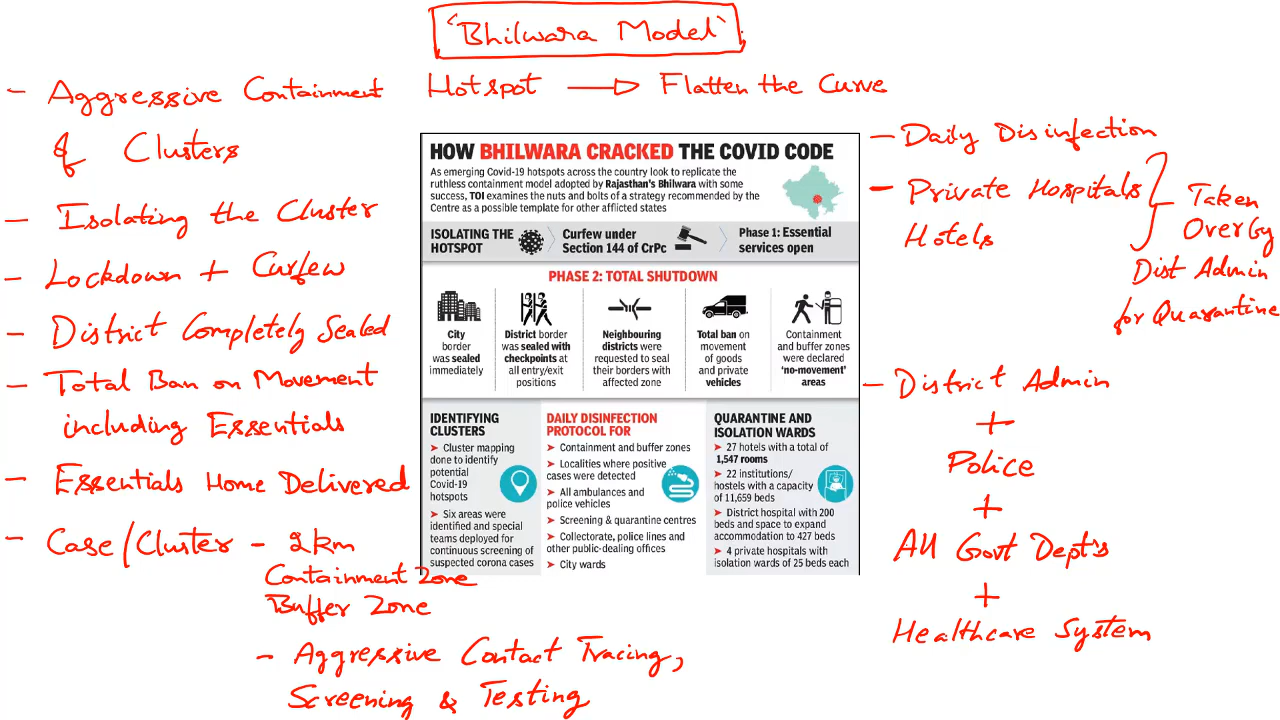 'Bhilwara Model'
Hotspot → Flatten the Curve
- Aggressive Containment
of Clusters
- Isolating the Cluster
- Lockdown + Curfew
- District Completely Sealed
- Total Ban on Movement
including Essentials
- Essentials Home Delivered
- Case/Cluster - 2km
Containment Zone
Buffer Zone
- Aggressive Contact Tracing,
Screening & Testing
HOW BHILWARA CRACKED THE COVID CODE
As emerging Covid-19 hotspots across the country look to replicate the
ruthless containment model adopted by Rajasthan's Bhilwara with some
success, TOI examines the nuts and bolts of a strategy recommended by the
Centre as a possible template for other afflicted states
ISOLATING THE
HOTSPOT
Curfew under
Section 144 of CrPc
Phase 1: Essential
services open
PHASE 2: TOTAL SHUTDOWN
City
border
was sealed
immediately
District border
was sealed with
checkpoints at
all entry/exit
positions
Neighbouring
districts were
requested to seal
their borders with
affected zone
Total ban on
movement
of goods
and private
vehicles
Containment
and buffer zones
were declared
'no-movement'
areas
IDENTIFYING
CLUSTERS
➤ Cluster mapping
done to identify
potential
Covid-19
hotspots
➤ Six areas were
identified and special
teams deployed for
continuous screening of
suspected corona cases
DAILY DISINFECTION
PROTOCOL FOR
➤ Containment and buffer zones
➤ Localities where positive
cases were detected
➤ All ambulances and
police vehicles
➤ Screening & quarantine centres
➤ Collectorate, police lines and
other public-dealing offices
➤ City wards
QUARANTINE AND
ISOLATION WARDS
➤ 27 hotels with a total of
1,547 rooms
➤ 22 institutions/
hostels with a capacity
of 11,659 beds
➤ District hospital with 200
beds and space to expand
accommodation to 427 beds
➤ 4 private hospitals with
isolation wards of 25 beds each
- Daily Disinfection
- Private Hospitals
Hotels
Taken
Over by
Dist Admin
for Quarantine
- District Admin
+
Police
+
All Govt Dept's
+
Healthcare System